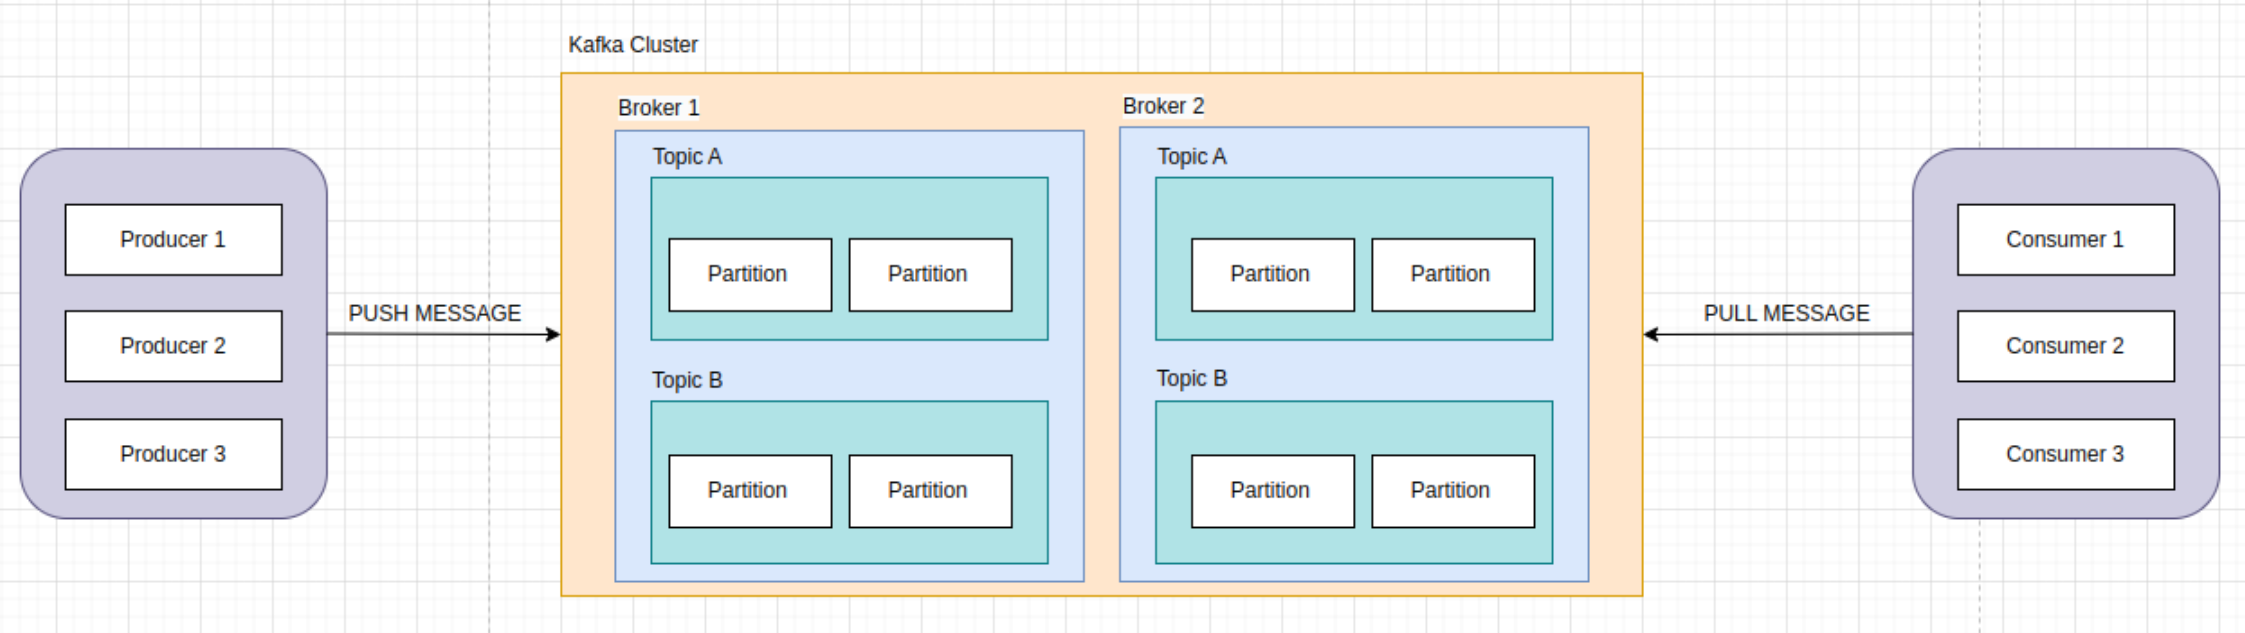 Kafka Cluster
Broker 1
Broker 2
Topic A
Partition
Partition
Topic A
Partition
Partition
Topic B
Partition
Partition
Topic B
Partition
Partition
Producer 1
Producer 2
Producer 3
PUSH MESSAGE
PULL MESSAGE
Consumer 1
Consumer 2
Consumer 3